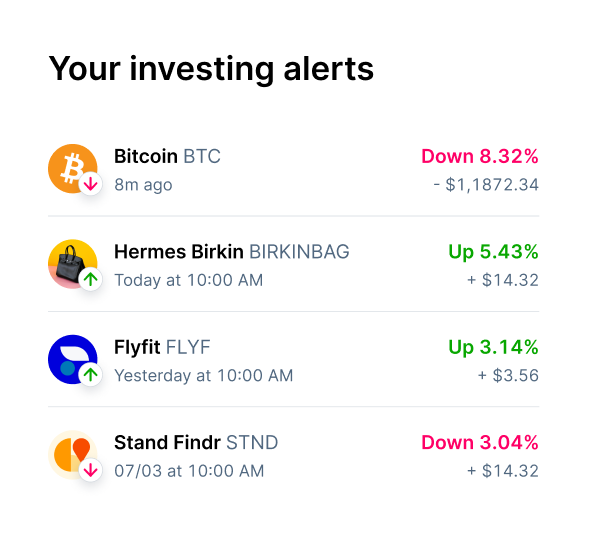 Your investing alerts
Bitcoin BTC
Down 8.32%
8m ago
- $1,1872.34
Hermes Birkin BIRKINBAG
Up 5.43%
Today at 10:00 AM
+ $14.32
Flyfit FLYF
Up 3.14%
Yesterday at 10:00 AM
+ $3.56
Stand Findr STND
Down 3.04%
07/03 at 10:00 AM
+ $14.32